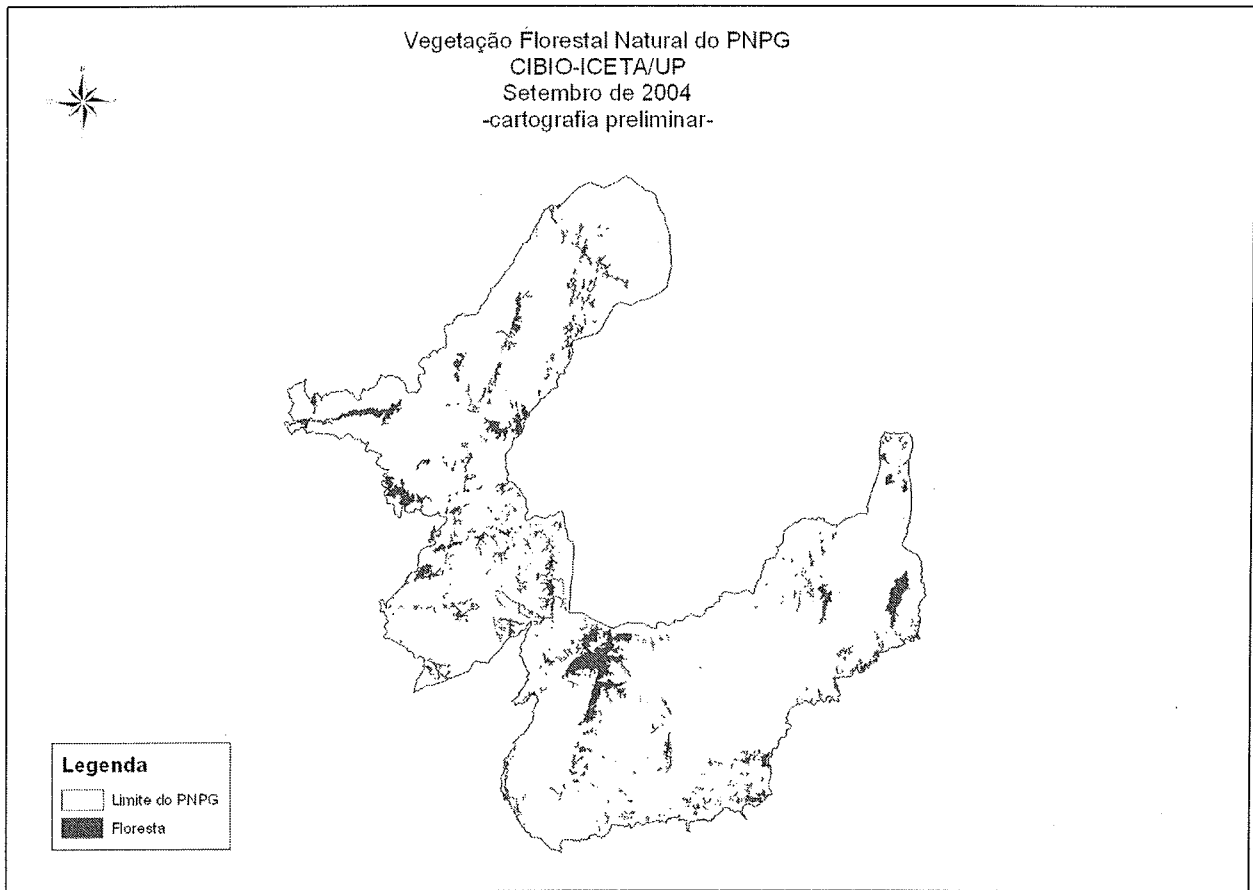 Vegetação Florestal Natural do PNPG
CIBIO-ICETA/UP
Setembro de 2004
-cartografia preliminar-
Legenda
Limite do PNPG
Floresta